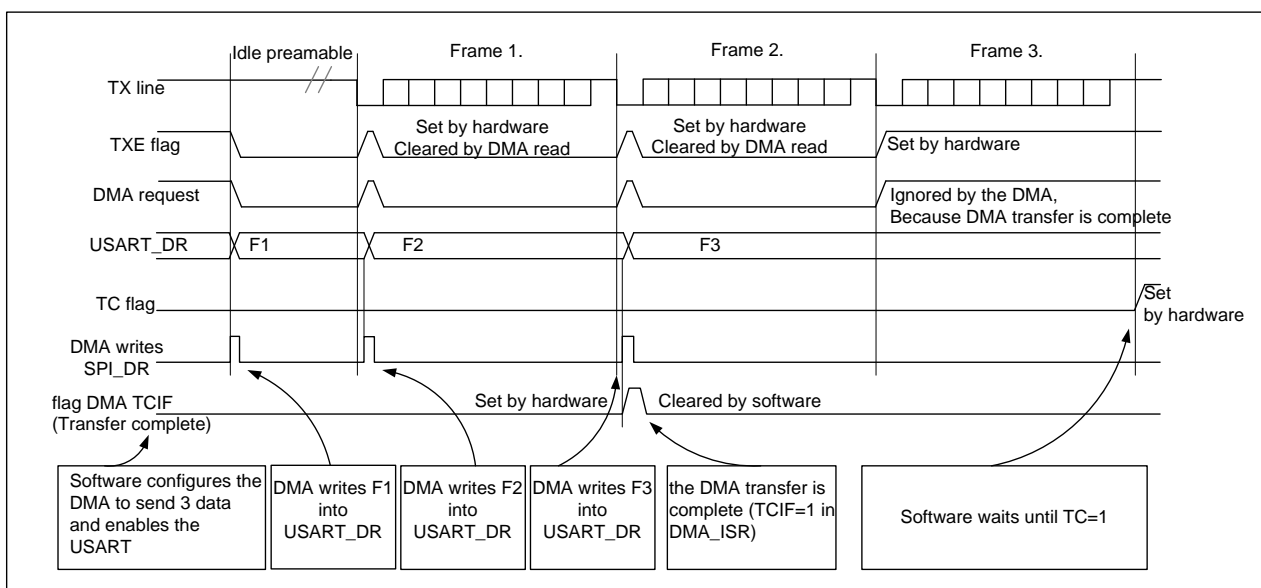 Idle preamable
Frame 1.
Frame 2.
Frame 3.
TX line
TXE flag
Set by hardware
Cleared by DMA read
Set by hardware
Cleared by DMA read
Set by hardware
DMA request
Ignored by the DMA,
Because DMA transfer is complete
USART_DR
F1
F2
F3
TC flag
Set
by hardware
DMA writes
SPI_DR
flag DMA TCIF
(Transfer complete)
Set by hardware
Cleared by software
Software configures the
DMA to send 3 data
and enables the
USART
DMA writes F1
into
USART_DR
DMA writes F2
into
USART_DR
DMA writes F3
into
USART_DR
the DMA transfer is
complete (TCIF=1 in
DMA_ISR)
Software waits until TC=1